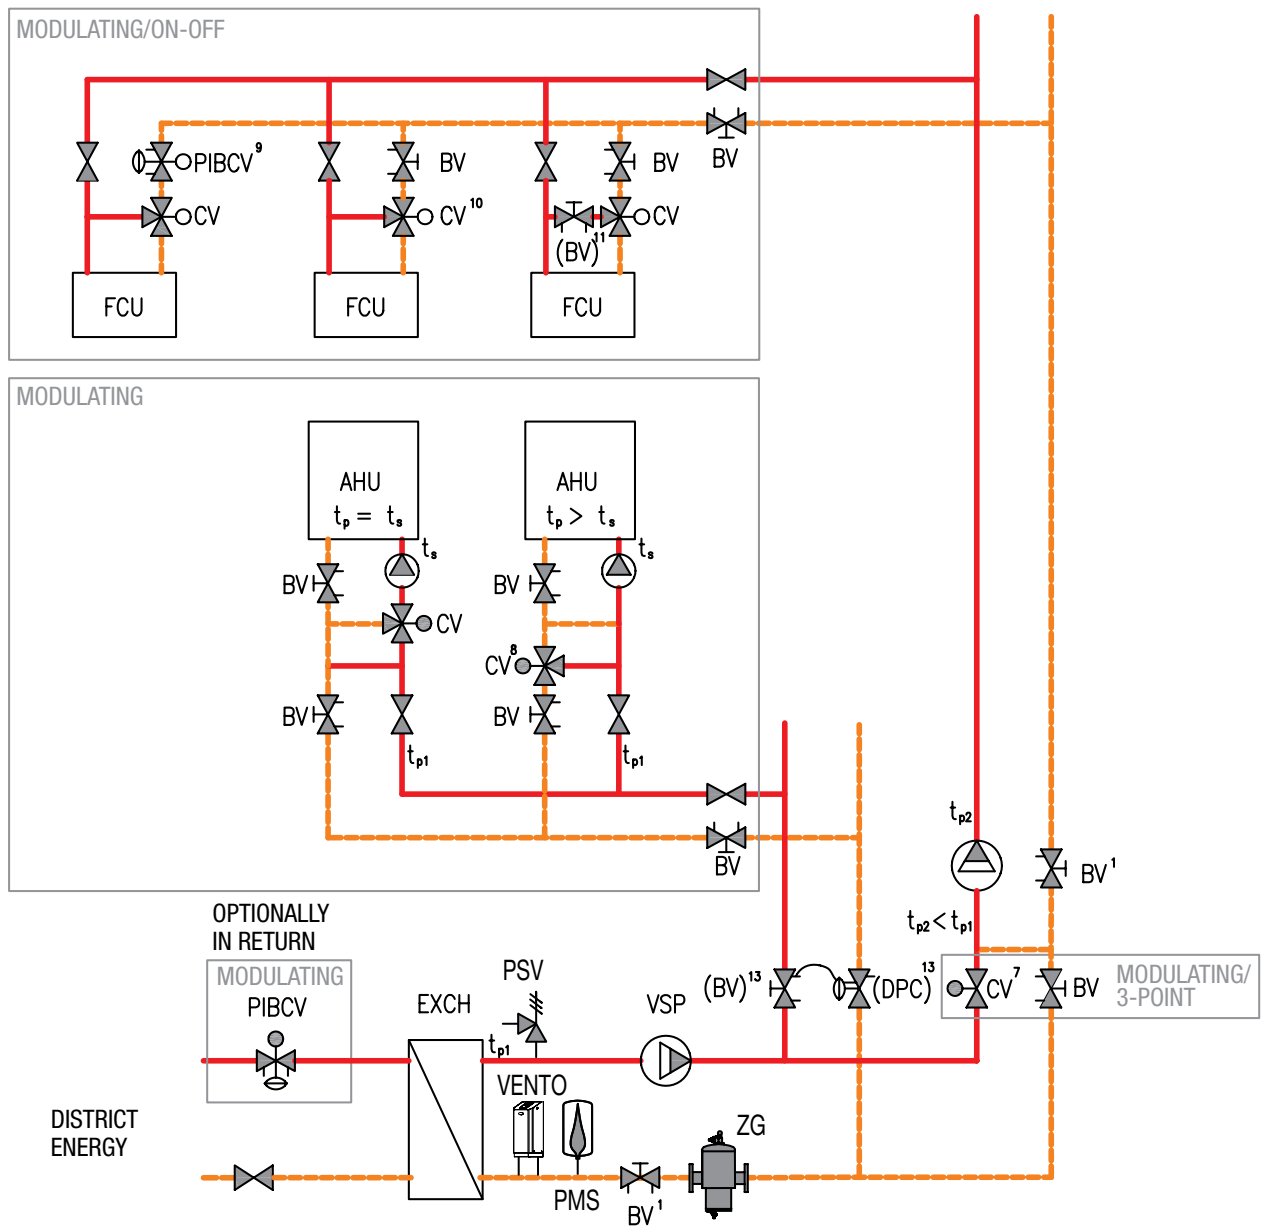 MODULATING/ON-OFF
BV
PIBCV⁹
BV
BV
CV
CV¹⁰
CV
(BV)¹¹
FCU
FCU
FCU
MODULATING
AHU
tp = ts
AHU
tp > ts
ts
ts
BV
BV
CV
CV⁸
BV
BV
tp1
tp1
BV
tp2
BV¹
tp2 < tp1
OPTIONALLY
IN RETURN
MODULATING
PIBCV
EXCH
PSV
VSP
(BV)¹³
(DPC)¹³
CV⁷
BV
MODULATING/
3-POINT
tp1
VENTO
DISTRICT
ENERGY
ZG
PMS
BV¹